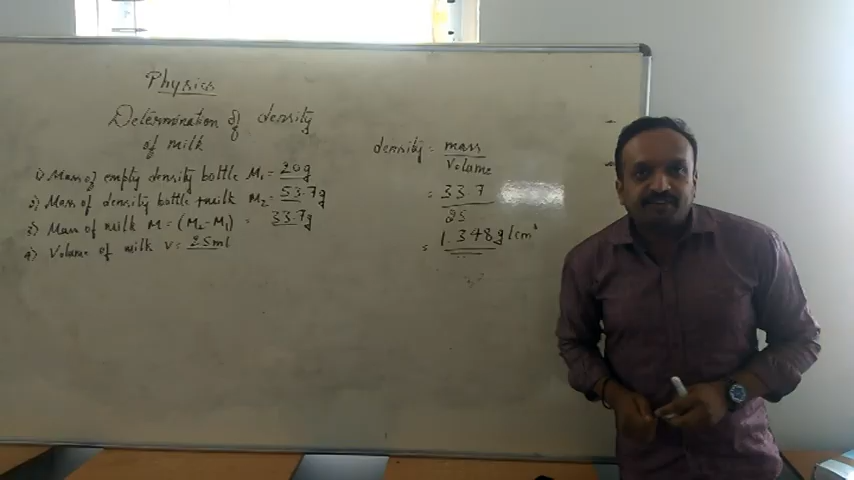 Physics
Determination of density
of milk
1) Mass of empty density bottle M₁ = 20g
2) Mass of density bottle +milk M₂ = 53.7g
3) Mass of milk M = (M₂-M₁) = 33.7g
4) Volume of milk V = 25ml
density = mass
Volume
= 33.7
25
= 1.348g/cm³